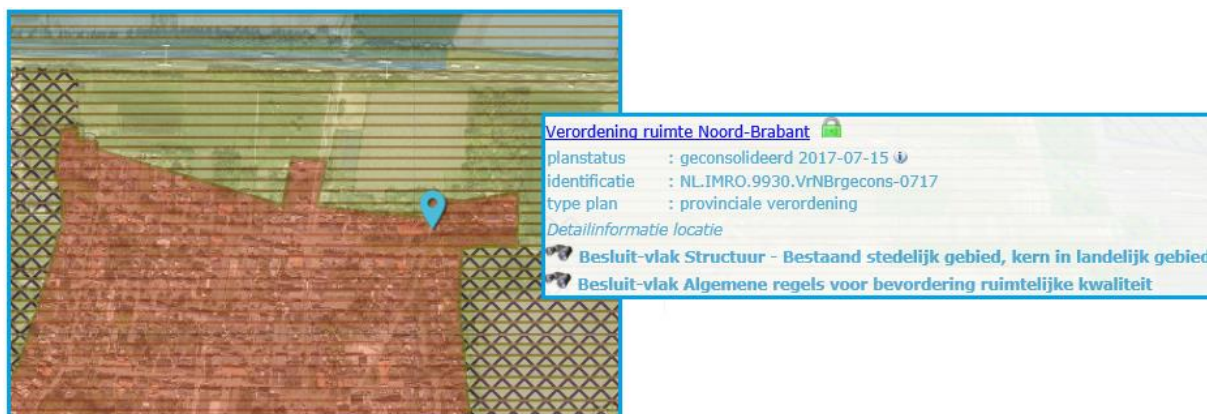 Verordening ruimte Noord-Brabant
planstatus : geconsolideerd 2017-07-15
identificatie : NL.IMRO.9930.VrNBrgecons-0717
type plan : provinciale verordening
Detailinformatie locatie
Besluit-vlak Structuur - Bestaand stedelijk gebied, kern in landelijk gebied
Besluit-vlak Algemene regels voor bevordering ruimtelijke kwaliteit